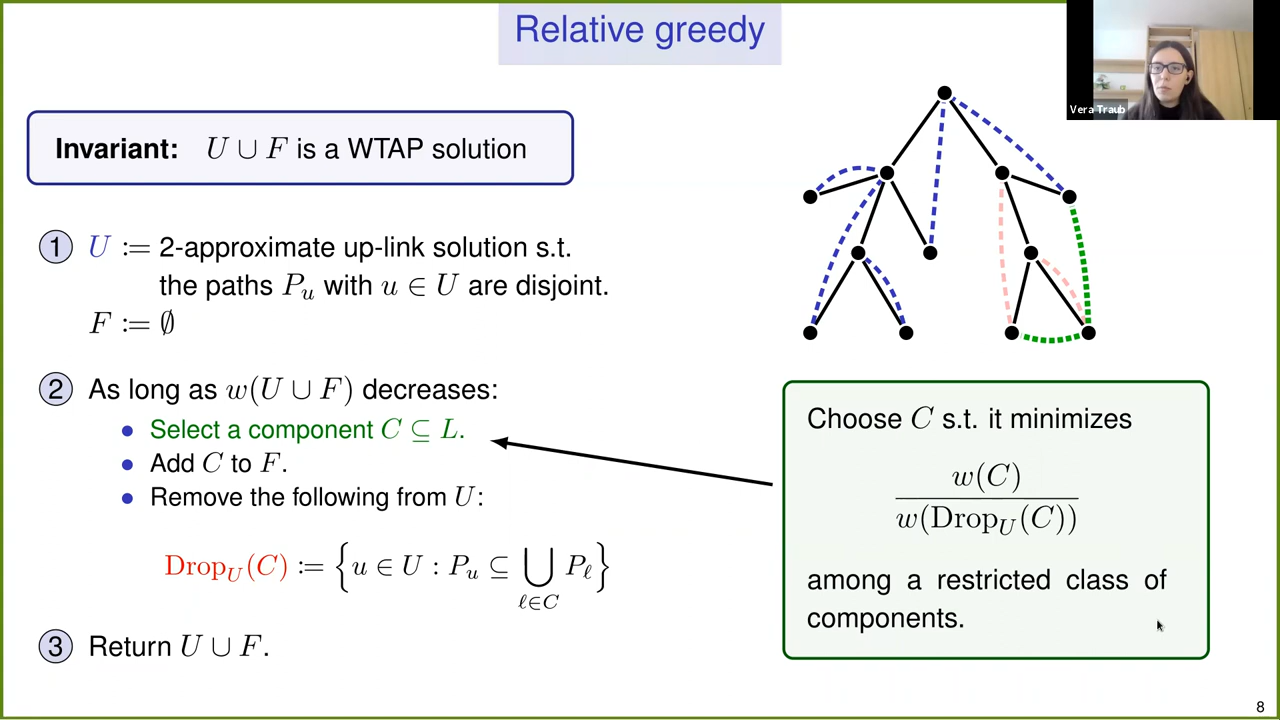 Relative greedy
Vera Traub
Invariant: U ∪ F is a WTAP solution
1 U := 2-approximate up-link solution s.t.
the paths P_u with u ∈ U are disjoint.
F := ∅
2 As long as w(U ∪ F) decreases:
• Select a component C ⊆ L.
• Add C to F.
• Remove the following from U:
Drop_U(C) := {u ∈ U : P_u ⊆ ⋃_{ℓ∈C} P_ℓ}
3 Return U ∪ F.
Choose C s.t. it minimizes
w(C)
w(Drop_U(C))
among a restricted class of
components.
8